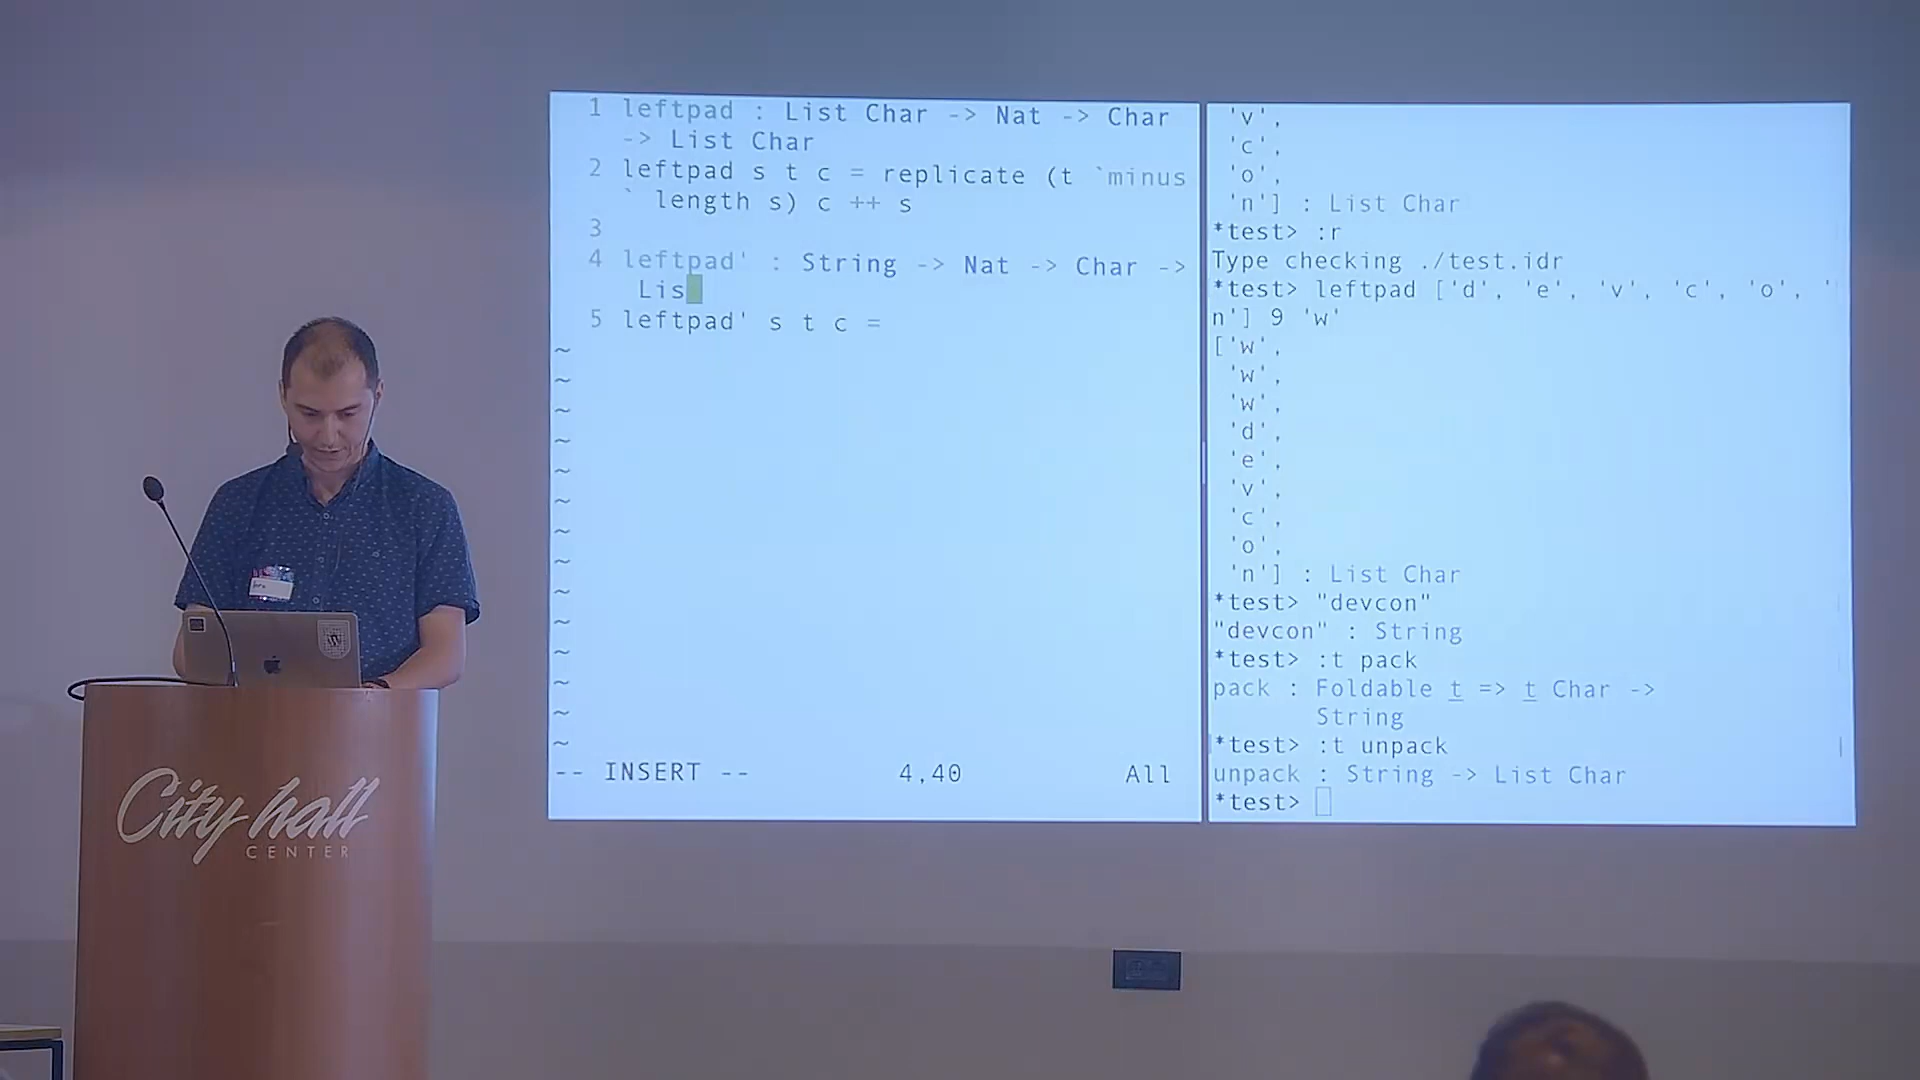 1 leftpad : List Char -> Nat -> Char
-> List Char
2 leftpad s t c = replicate (t `minus
` length s) c ++ s
3
4 leftpad' : String -> Nat -> Char ->
Lis
5 leftpad' s t c =
~
~
~
~
~
~
~
~
~
~
~
~
~
~
-- INSERT -- 4,40 All
'v',
'c',
'o',
'n'] : List Char
*test> :r
Type checking ./test.idr
*test> leftpad ['d', 'e', 'v', 'c', 'o', '
n'] 9 'w'
['w',
'w',
'w',
'd',
'e',
'v',
'c',
'o',
'n'] : List Char
*test> "devcon"
"devcon" : String
*test> :t pack
pack : Foldable t => t Char ->
String
*test> :t unpack
unpack : String -> List Char
*test>
City hall
CENTER